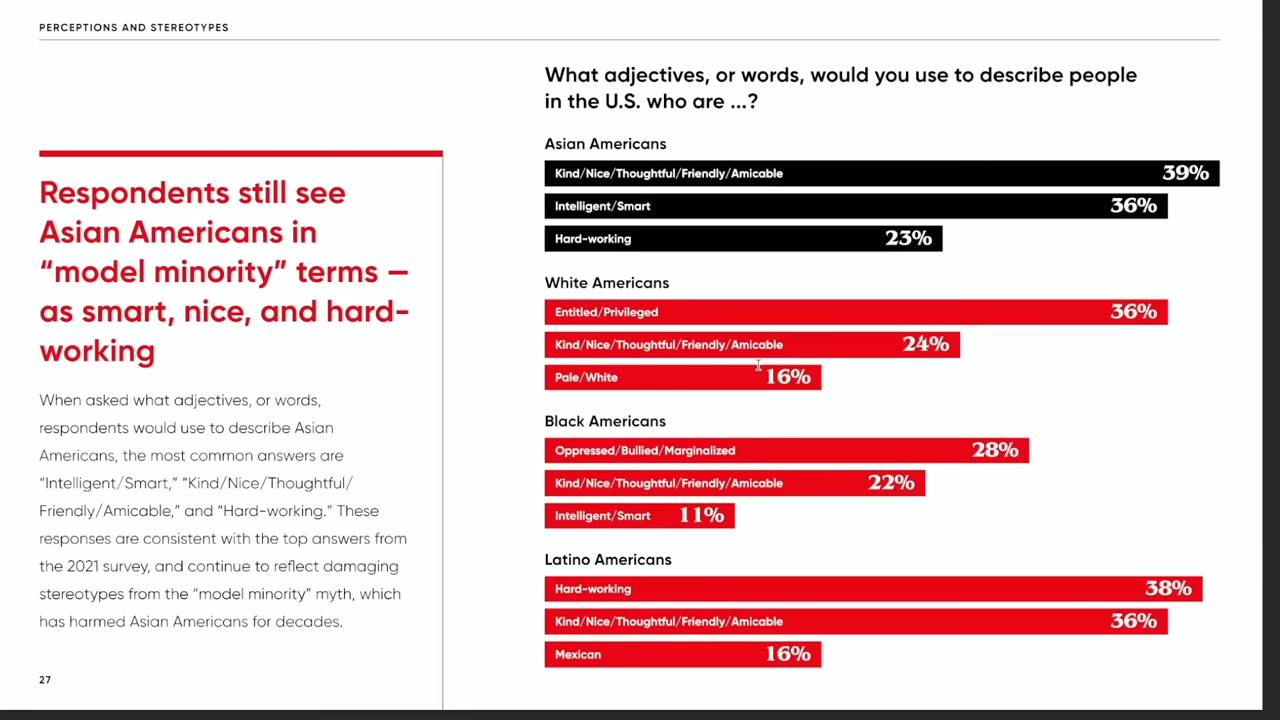 PERCEPTIONS AND STEREOTYPES
Respondents still see
Asian Americans in
“model minority” terms —
as smart, nice, and hard-
working
When asked what adjectives, or words,
respondents would use to describe Asian
Americans, the most common answers are
“Intelligent/Smart,” “Kind/Nice/Thoughtful/
Friendly/Amicable,” and “Hard-working.” These
responses are consistent with the top answers from
the 2021 survey, and continue to reflect damaging
stereotypes from the “model minority” myth, which
has harmed Asian Americans for decades.
27
What adjectives, or words, would you use to describe people
in the U.S. who are ...?
Asian Americans
Kind/Nice/Thoughtful/Friendly/Amicable 39%
Intelligent/Smart 36%
Hard-working 23%
White Americans
Entitled/Privileged 36%
Kind/Nice/Thoughtful/Friendly/Amicable 24%
Pale/White 16%
Black Americans
Oppressed/Bullied/Marginalized 28%
Kind/Nice/Thoughtful/Friendly/Amicable 22%
Intelligent/Smart 11%
Latino Americans
Hard-working 38%
Kind/Nice/Thoughtful/Friendly/Amicable 36%
Mexican 16%